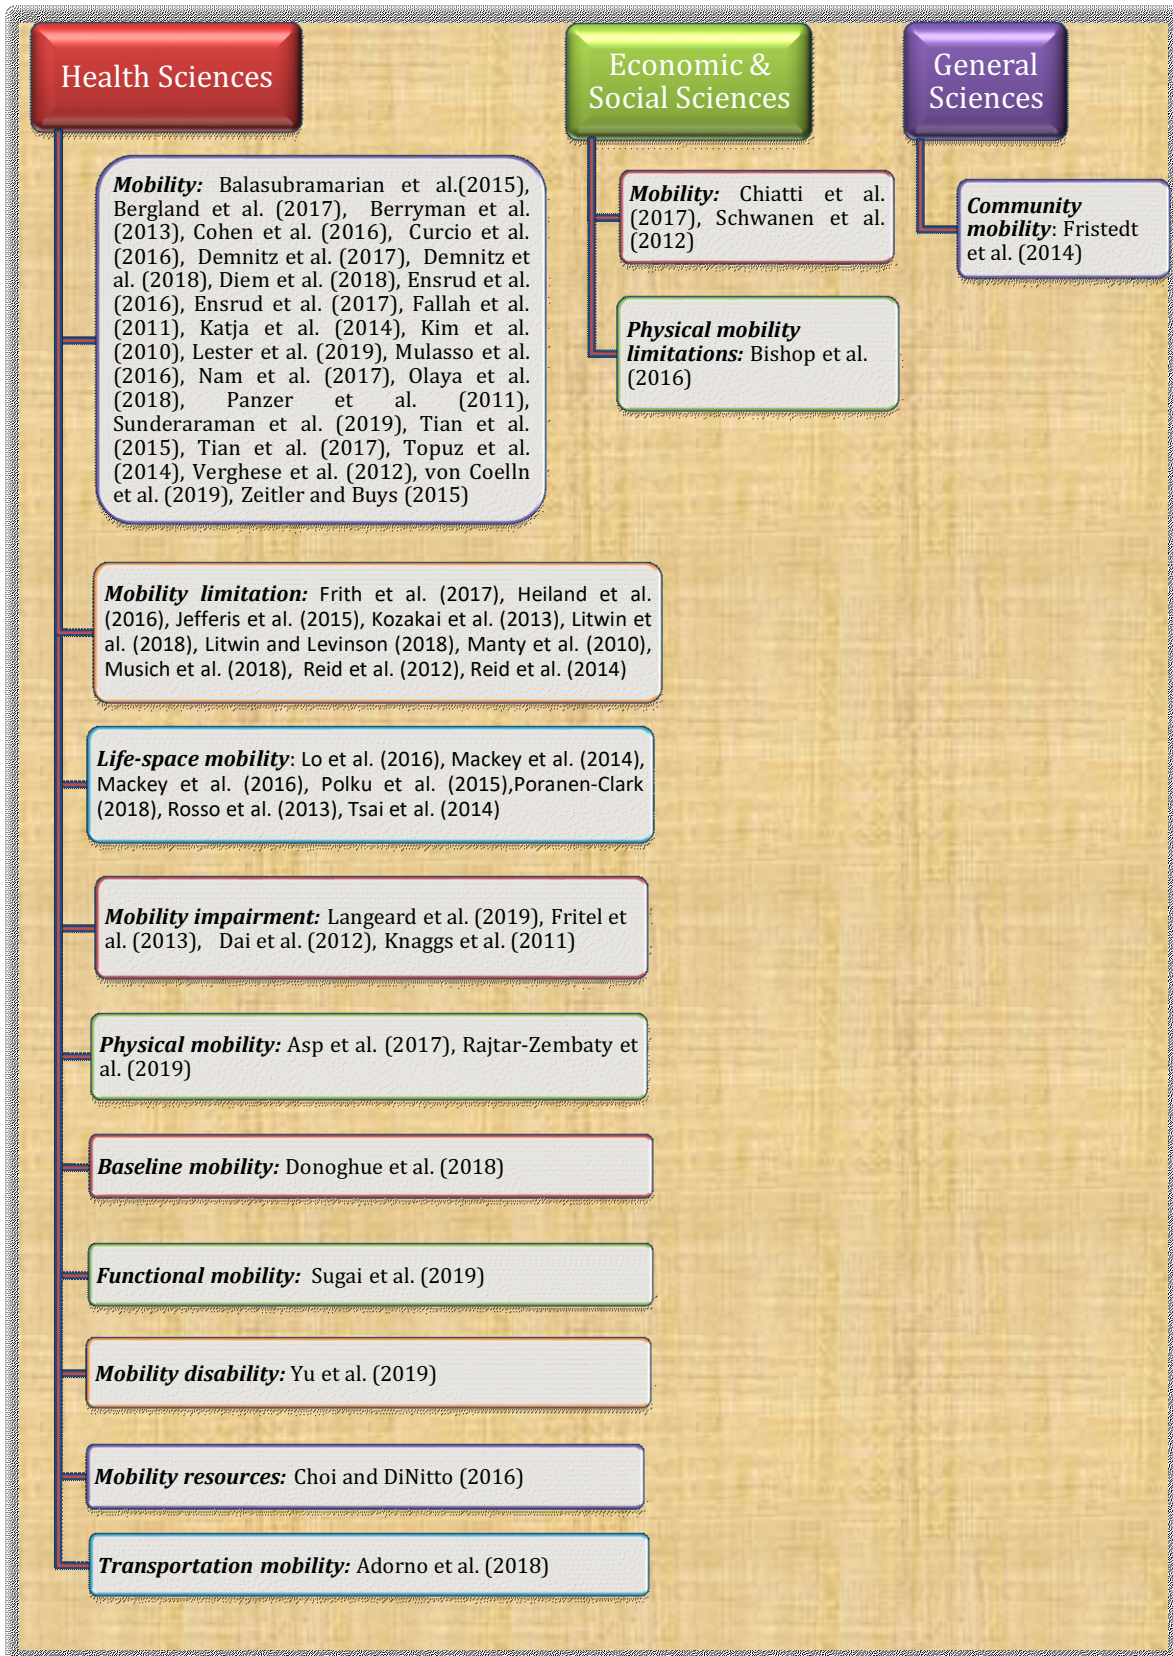 Health Sciences
Mobility: Balasubramarian et al.(2015),
Bergland et al. (2017), Berryman et al.
(2013), Cohen et al. (2016), Curcio et al.
(2016), Demnitz et al. (2017), Demnitz et
al. (2018), Diem et al. (2018), Ensrud et al.
(2016), Ensrud et al. (2017), Fallah et al.
(2011), Katja et al. (2014), Kim et al.
(2010), Lester et al. (2019), Mulasso et al.
(2016), Nam et al. (2017), Olaya et al.
(2018), Panzer et al. (2011),
Sunderaraman et al. (2019), Tian et al.
(2015), Tian et al. (2017), Topuz et al.
(2014), Verghese et al. (2012), von Coelln
et al. (2019), Zeitler and Buys (2015)
Mobility limitation: Frith et al. (2017), Heiland et al.
(2016), Jefferis et al. (2015), Kozakai et al. (2013), Litwin et
al. (2018), Litwin and Levinson (2018), Manty et al. (2010),
Musich et al. (2018), Reid et al. (2012), Reid et al. (2014)
Life-space mobility: Lo et al. (2016), Mackey et al. (2014),
Mackey et al. (2016), Polku et al. (2015),Poranen-Clark
(2018), Rosso et al. (2013), Tsai et al. (2014)
Mobility impairment: Langeard et al. (2019), Fritel et
al. (2013), Dai et al. (2012), Knaggs et al. (2011)
Physical mobility: Asp et al. (2017), Rajtar-Zembaty et
al. (2019)
Baseline mobility: Donoghue et al. (2018)
Functional mobility: Sugai et al. (2019)
Mobility disability: Yu et al. (2019)
Mobility resources: Choi and DiNitto (2016)
Transportation mobility: Adorno et al. (2018)
Economic &
Social Sciences
Mobility: Chiatti et al.
(2017), Schwanen et al.
(2012)
Physical mobility
limitations: Bishop et al.
(2016)
General
Sciences
Community
mobility: Fristedt
et al. (2014)